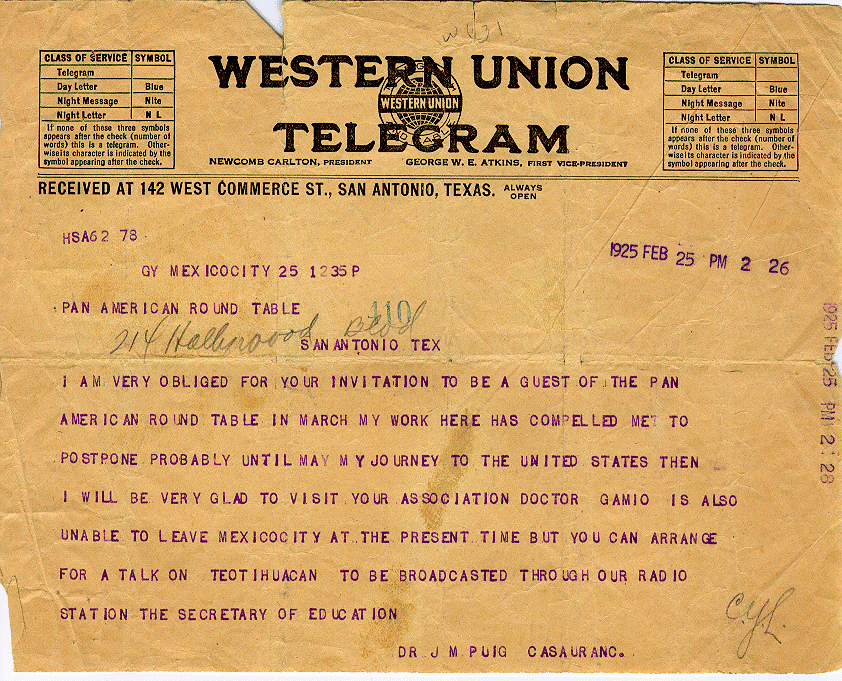 W 631
CLASS OF SERVICE SYMBOL
Telegram
Day Letter Blue
Night Message Nite
Night Letter N L
If none of these three symbols
appears after the check (number of
words) this is a telegram. Other-
wise its character is indicated by the
symbol appearing after the check.
WESTERN UNION
WESTERN UNION
TELEGRAM
NEWCOMB CARLTON, PRESIDENT GEORGE W. E. ATKINS, FIRST VICE-PRESIDENT
CLASS OF SERVICE SYMBOL
Telegram
Day Letter Blue
Night Message Nite
Night Letter N L
If none of these three symbols
appears after the check (number of
words) this is a telegram. Other-
wise its character is indicated by the
symbol appearing after the check.
RECEIVED AT 142 WEST COMMERCE ST., SAN ANTONIO, TEXAS. ALWAYS
OPEN
HSA62 78
1925 FEB 25 PM 2 26
GY MEXICOCITY 25 1235P
PAN AMERICAN ROUND TABLE
110
214 Blvd
SANANTONIO TEX
I AM VERY OBLIGED FOR YOUR INVITATION TO BE A GUEST OF THE PAN
AMERICAN ROUND TABLE IN MARCH MY WORK HERE HAS COMPELLED MET TO
POSTPONE PROBABLY UNTIL MAY MY JOURNEY TO THE UNITED STATES THEN
I WILL BE VERY GLAD TO VISIT YOUR ASSOCIATION DOCTOR GAMIO IS ALSO
UNABLE TO LEAVE MEXICOCITY AT THE PRESENT TIME BUT YOU CAN ARRANGE
FOR A TALK ON TEOTIHUACAN TO BE BROADCASTED THROUGH OUR RADIO
STATION THE SECRETARY OF EDUCATION
DR J M PUIG CASAURANC.
1925 FEB 25 PM 2:28
C.Y.L.